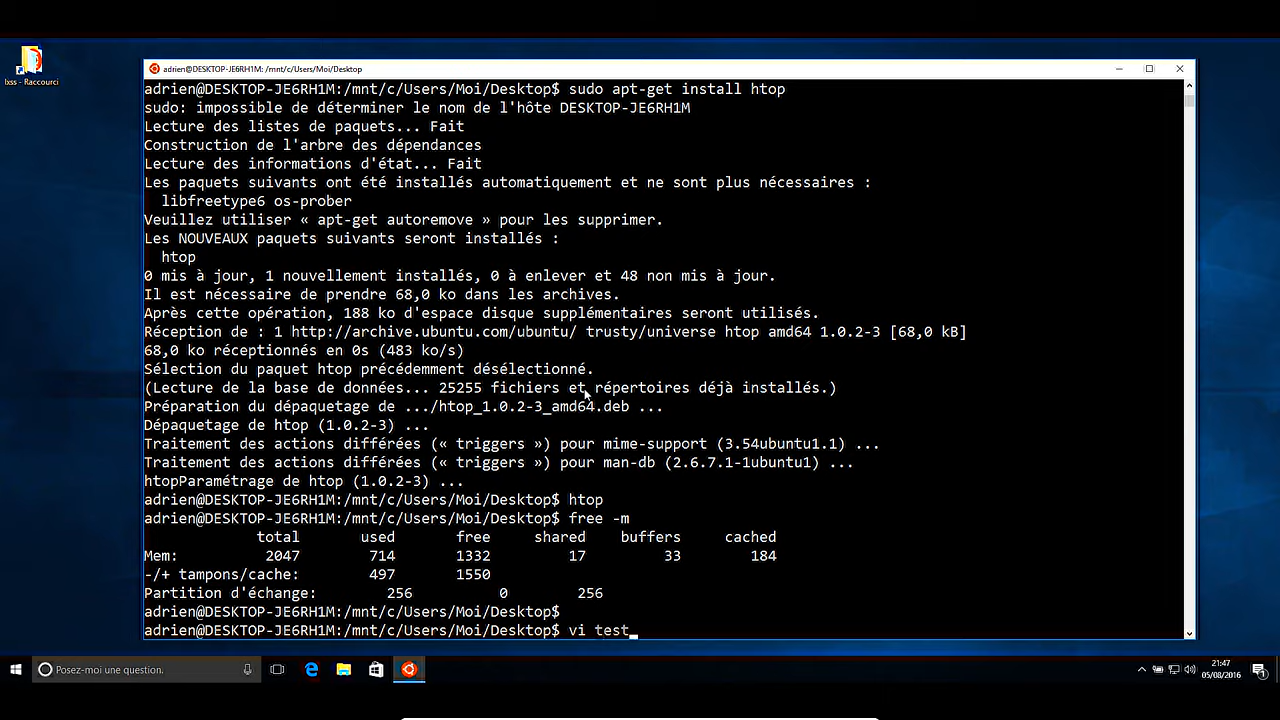 lxss - Raccourci
adrien@DESKTOP-JE6RH1M: /mnt/c/Users/Moi/Desktop
adrien@DESKTOP-JE6RH1M:/mnt/c/Users/Moi/Desktop$ sudo apt-get install htop
sudo: impossible de déterminer le nom de l'hôte DESKTOP-JE6RH1M
Lecture des listes de paquets... Fait
Construction de l'arbre des dépendances
Lecture des informations d'état... Fait
Les paquets suivants ont été installés automatiquement et ne sont plus nécessaires :
libfreetype6 os-prober
Veuillez utiliser « apt-get autoremove » pour les supprimer.
Les NOUVEAUX paquets suivants seront installés :
htop
0 mis à jour, 1 nouvellement installés, 0 à enlever et 48 non mis à jour.
Il est nécessaire de prendre 68,0 ko dans les archives.
Après cette opération, 188 ko d'espace disque supplémentaires seront utilisés.
Réception de : 1 http://archive.ubuntu.com/ubuntu/ trusty/universe htop amd64 1.0.2-3 [68,0 kB]
68,0 ko réceptionnés en 0s (483 ko/s)
Sélection du paquet htop précédemment désélectionné.
(Lecture de la base de données... 25255 fichiers et répertoires déjà installés.)
Préparation du dépaquetage de .../htop_1.0.2-3_amd64.deb ...
Dépaquetage de htop (1.0.2-3) ...
Traitement des actions différées (« triggers ») pour mime-support (3.54ubuntu1.1) ...
Traitement des actions différées (« triggers ») pour man-db (2.6.7.1-1ubuntu1) ...
htopParamétrage de htop (1.0.2-3) ...
adrien@DESKTOP-JE6RH1M:/mnt/c/Users/Moi/Desktop$ htop
adrien@DESKTOP-JE6RH1M:/mnt/c/Users/Moi/Desktop$ free -m
total used free shared buffers cached
Mem: 2047 714 1332 17 33 184
-/+ tampons/cache: 497 1550
Partition d'échange: 256 0 256
adrien@DESKTOP-JE6RH1M:/mnt/c/Users/Moi/Desktop$
adrien@DESKTOP-JE6RH1M:/mnt/c/Users/Moi/Desktop$ vi test
Posez-moi une question.
21:47
05/08/2016
1